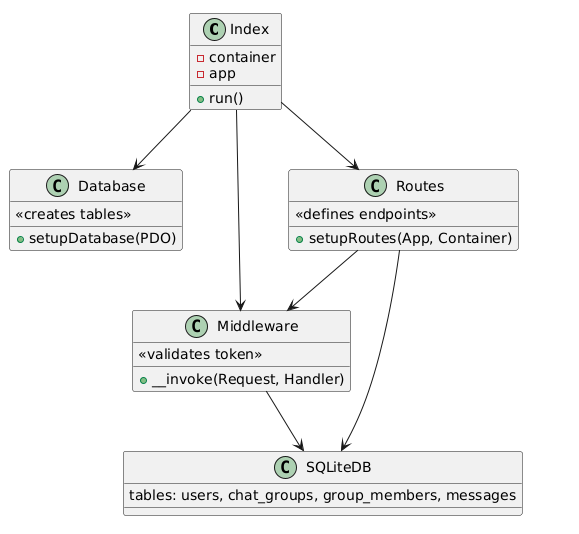 C Index
container
app
run()
C Database
«creates tables»
setupDatabase(PDO)
C Routes
«defines endpoints»
setupRoutes(App, Container)
C Middleware
«validates token»
__invoke(Request, Handler)
C SQLiteDB
tables: users, chat_groups, group_members, messages